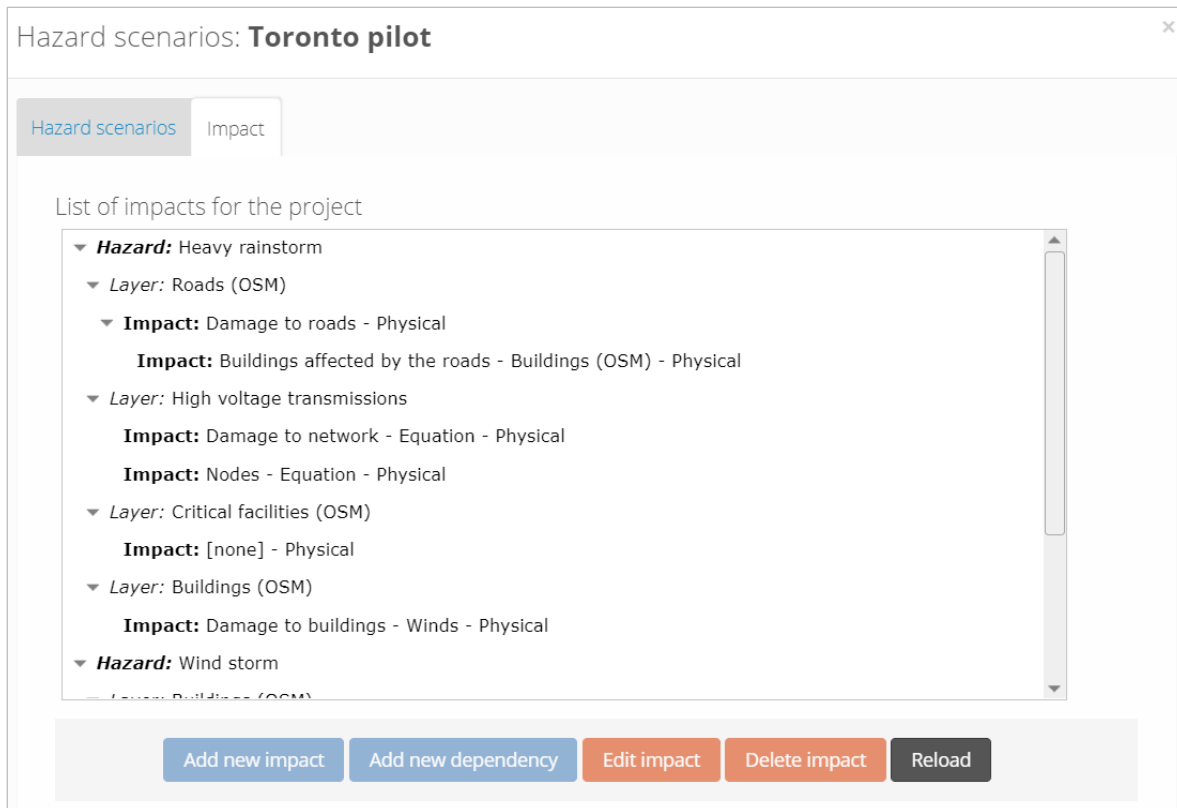 Hazard scenarios: Toronto pilot
×
Hazard scenarios Impact
List of impacts for the project
Hazard: Heavy rainstorm
Layer: Roads (OSM)
Impact: Damage to roads - Physical
Impact: Buildings affected by the roads - Buildings (OSM) - Physical
Layer: High voltage transmissions
Impact: Damage to network - Equation - Physical
Impact: Nodes - Equation - Physical
Layer: Critical facilities (OSM)
Impact: [none] - Physical
Layer: Buildings (OSM)
Impact: Damage to buildings - Winds - Physical
Hazard: Wind storm
Layer: Buildings (OSM)
Add new impact Add new dependency Edit impact Delete impact Reload